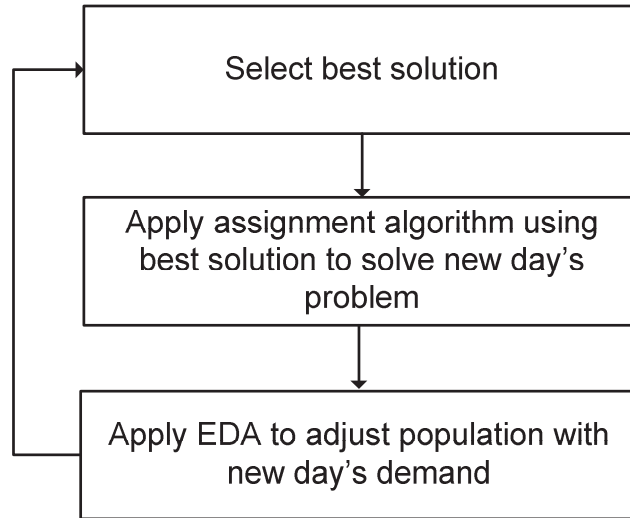 Select best solution
Apply assignment algorithm using
best solution to solve new day’s
problem
Apply EDA to adjust population with
new day’s demand